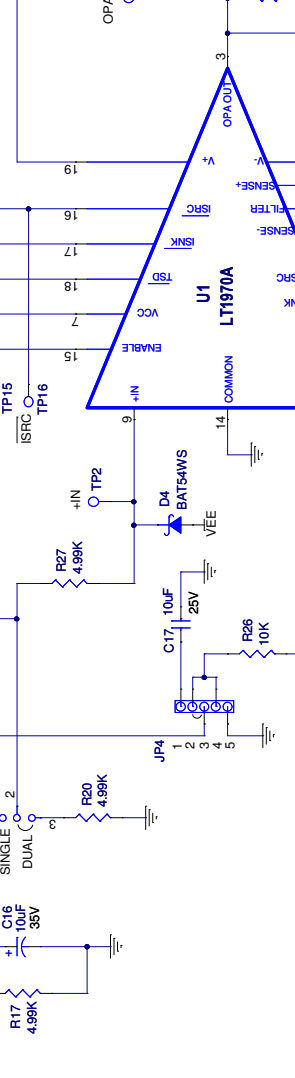 OPA
3
OPA OUT
19
V+
V-
SENSE+
16
ISRC
FILTER
SENSE-
17
ISNK
18
TSD
SRC
NK
7
VCC
U1
LT1970A
15
ENABLE
TP15
TP16
ISRC
+IN
COMMON
9
14
+IN
TP2
D4
BAT54WS
VEE
R27
4.99K
C17
10uF
25V
R26
10K
JP4
1
2
3
4
5
2
SINGLE
DUAL
3
R20
4.99K
C16
10uF
35V
+
R17
4.99K